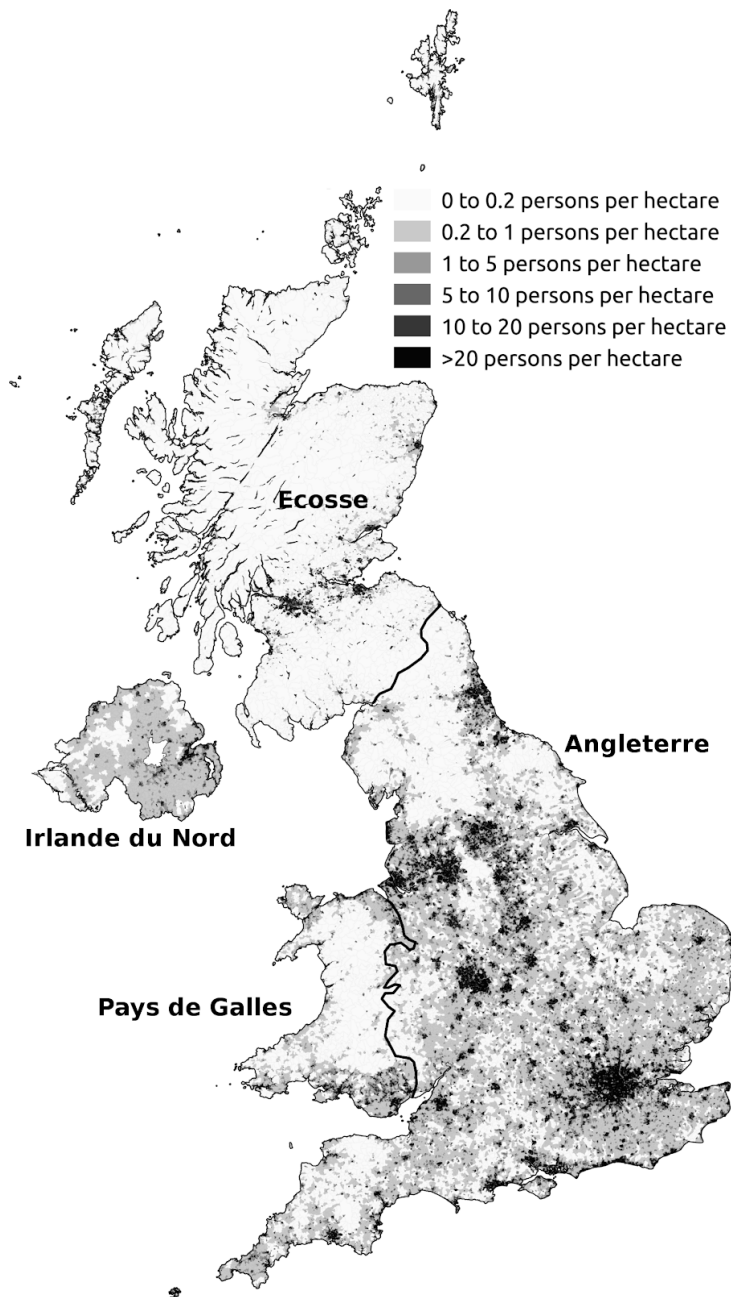 0 to 0.2 persons per hectare
0.2 to 1 persons per hectare
1 to 5 persons per hectare
5 to 10 persons per hectare
10 to 20 persons per hectare
>20 persons per hectare
Ecosse
Angleterre
Irlande du Nord
Pays de Galles